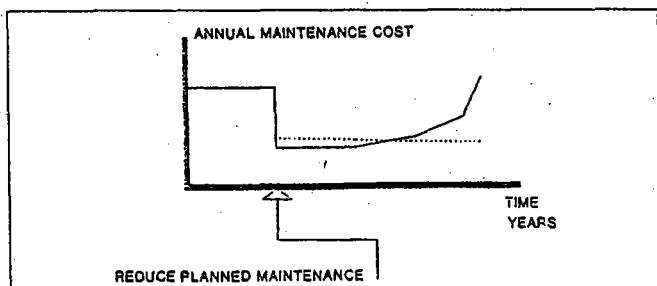 ANNUAL MAINTENANCE COST
TIME
YEARS
REDUCE PLANNED MAINTENANCE